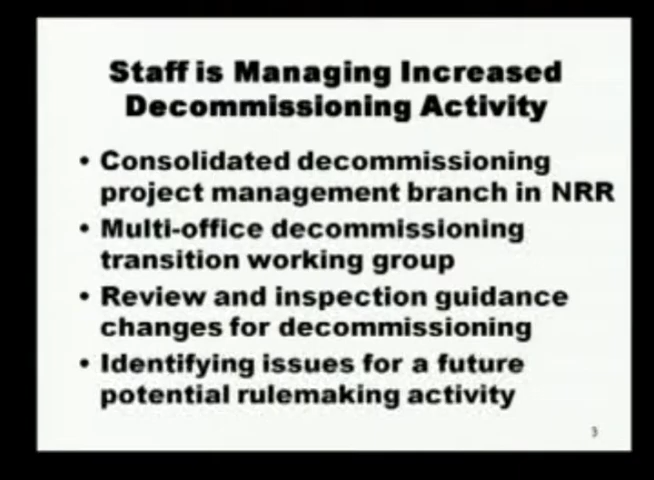 Staff is Managing Increased
Decommissioning Activity
• Consolidated decommissioning
project management branch in NRR
• Multi-office decommissioning
transition working group
• Review and inspection guidance
changes for decommissioning
• Identifying issues for a future
potential rulemaking activity
3